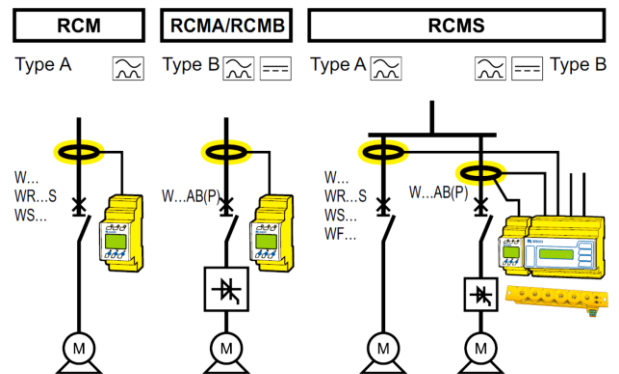 RCM
RCMA/RCMB
RCMS
Type A
Type B
Type A
Type B
W...
WR...S
WS...
W...AB(P)
W...
WR...S
WS...
WF...
W...AB(P)
M
M
M
M